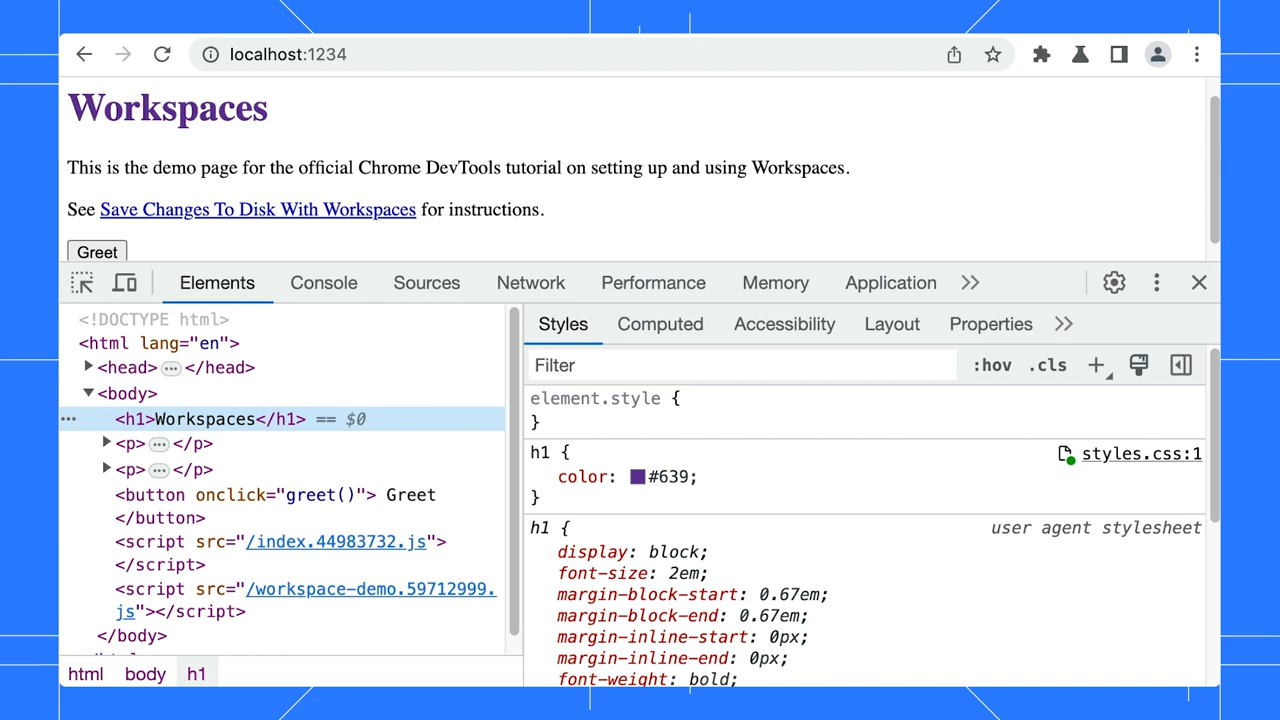 localhost:1234
Workspaces
This is the demo page for the official Chrome DevTools tutorial on setting up and using Workspaces.
See Save Changes To Disk With Workspaces for instructions.
Greet
Elements Console Sources Network Performance Memory Application
<!DOCTYPE html>
<html lang="en">
<head> … </head>
<body>
<h1>Workspaces</h1> == $0
<p> … </p>
<p> … </p>
<button onclick="greet()"> Greet
</button>
<script src="/index.44983732.js">
</script>
<script src="/workspace-demo.59712999.
js"></script>
</body>
html body h1
Styles Computed Accessibility Layout Properties
Filter :hov .cls
element.style {
}
h1 { styles.css:1
color: #639;
}
h1 { user agent stylesheet
display: block;
font-size: 2em;
margin-block-start: 0.67em;
margin-block-end: 0.67em;
margin-inline-start: 0px;
margin-inline-end: 0px;
font-weight: bold;